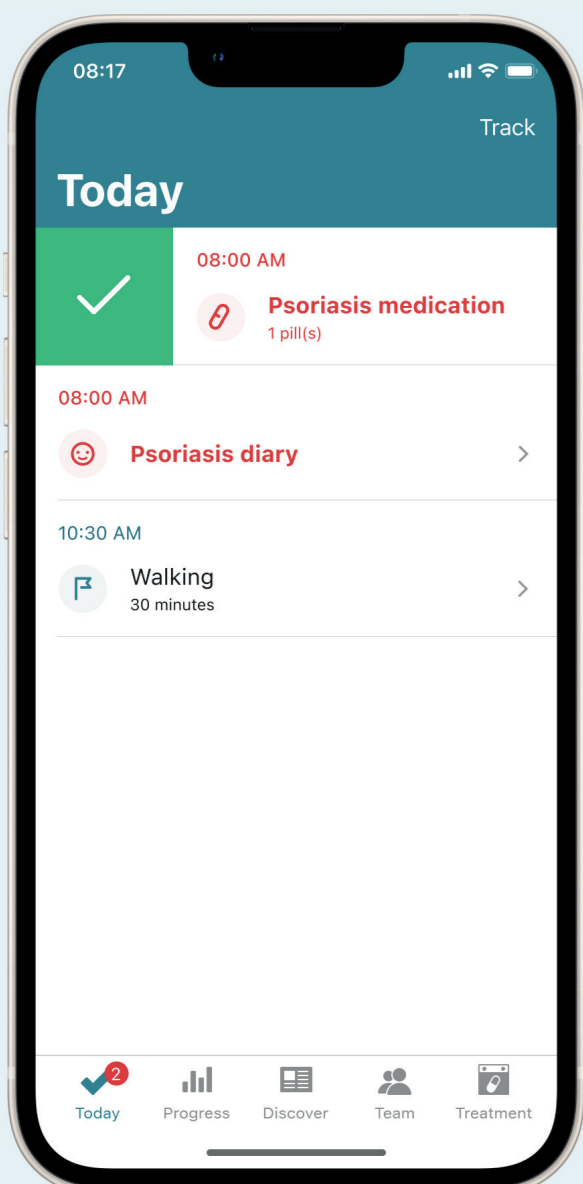 08:17
Track
Today
08:00 AM
Psoriasis medication
1 pill(s)
08:00 AM
Psoriasis diary
10:30 AM
Walking
30 minutes
2
Today Progress Discover Team Treatment